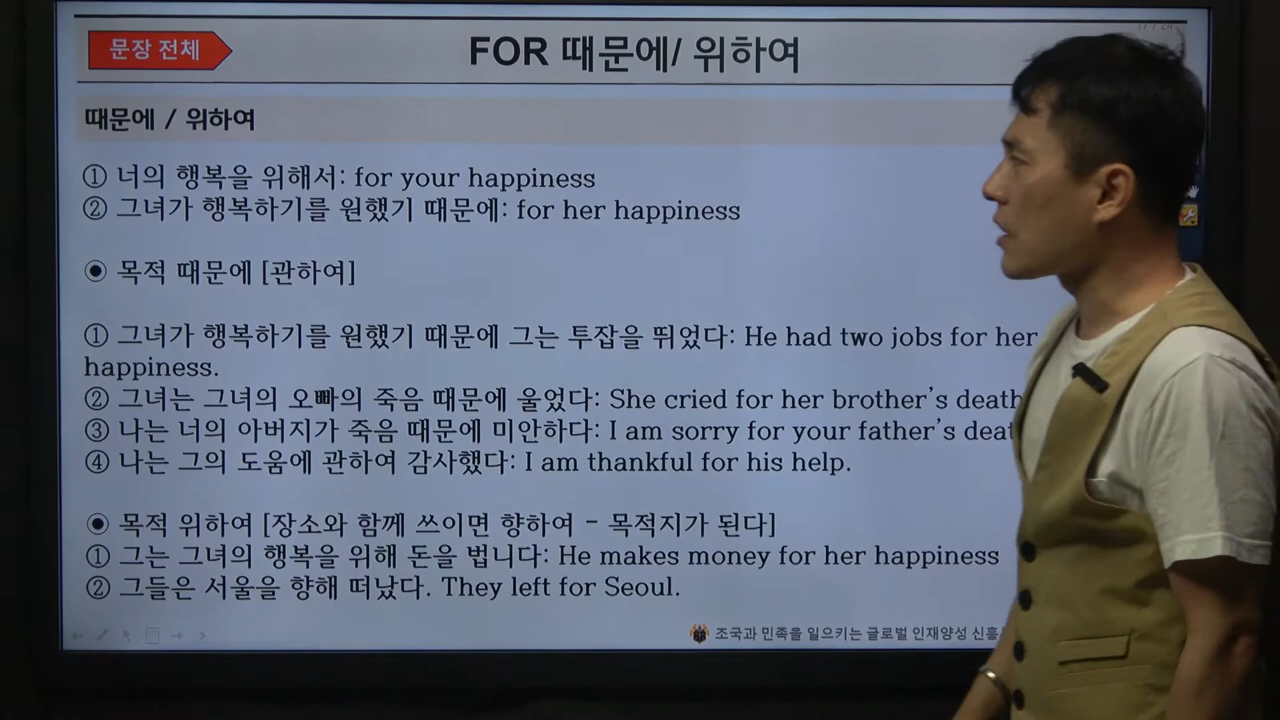 문장 전체
FOR 때문에/ 위하여
때문에 / 위하여
① 너의 행복을 위해서: for your happiness
② 그녀가 행복하기를 원했기 때문에: for her happiness
◉ 목적 때문에 [관하여]
① 그녀가 행복하기를 원했기 때문에 그는 투잡을 뛰었다: He had two jobs for her
happiness.
② 그녀는 그녀의 오빠의 죽음 때문에 울었다: She cried for her brother's death
③ 나는 너의 아버지가 죽음 때문에 미안하다: I am sorry for your father's
④ 나는 그의 도움에 관하여 감사했다: I am thankful for his help.
◉ 목적 위하여 [장소와 함께 쓰이면 향하여 - 목적지가 된다]
① 그는 그녀의 행복을 위해 돈을 법니다: He makes money for her happiness
② 그들은 서울을 향해 떠났다. They left for Seoul.
조국과 민족을 일으키는 글로벌 인재양성